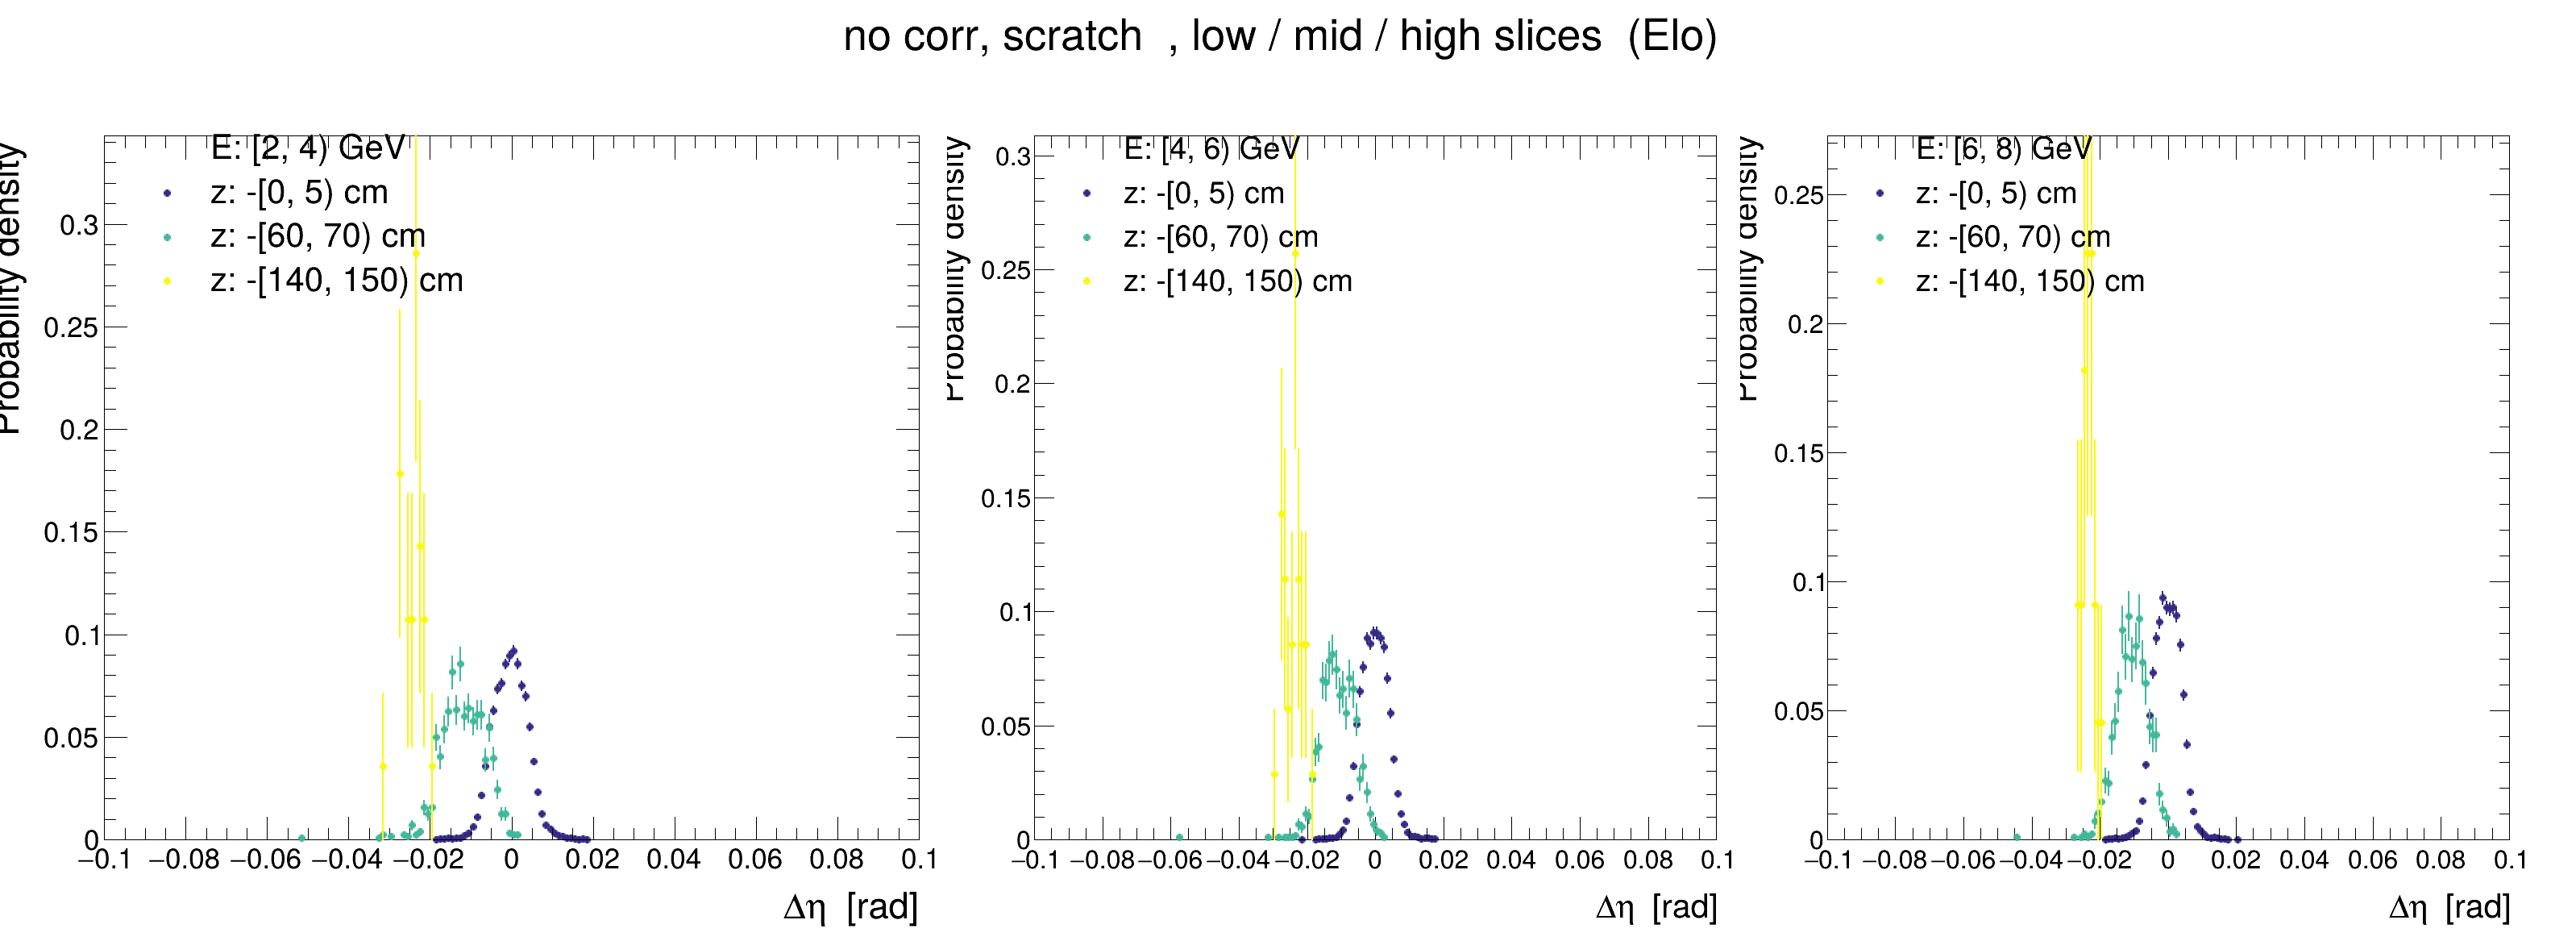 no corr, scratch , low / mid / high slices (Elo)
Probability density
E: [2, 4) GeV
z: -[0, 5) cm
z: -[60, 70) cm
z: -[140, 150) cm
0.3
0.25
0.2
0.15
0.1
0.05
0
−0.1 −0.08 −0.06 −0.04 −0.02 0 0.02 0.04 0.06 0.08 0.1
Δη [rad]
Probability density
E: [4, 6) GeV
z: -[0, 5) cm
z: -[60, 70) cm
z: -[140, 150) cm
0.3
0.25
0.2
0.15
0.1
0.05
0
−0.1 −0.08 −0.06 −0.04 −0.02 0 0.02 0.04 0.06 0.08 0.1
Δη [rad]
Probability density
E: [6, 8) GeV
z: -[0, 5) cm
z: -[60, 70) cm
z: -[140, 150) cm
0.25
0.2
0.15
0.1
0.05
0
−0.1 −0.08 −0.06 −0.04 −0.02 0 0.02 0.04 0.06 0.08 0.1
Δη [rad]